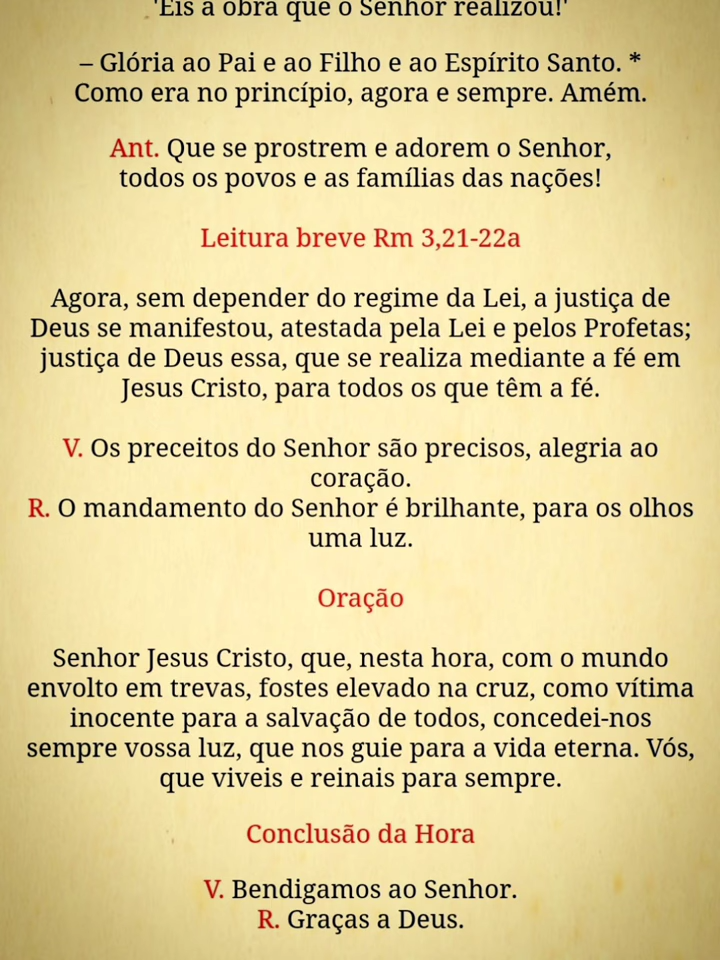 'Eis a obra que o Senhor realizou!'
– Glória ao Pai e ao Filho e ao Espírito Santo. *
Como era no princípio, agora e sempre. Amém.
Ant. Que se prostrem e adorem o Senhor,
todos os povos e as famílias das nações!
Leitura breve Rm 3,21-22a
Agora, sem depender do regime da Lei, a justiça de
Deus se manifestou, atestada pela Lei e pelos Profetas;
justiça de Deus essa, que se realiza mediante a fé em
Jesus Cristo, para todos os que têm a fé.
V. Os preceitos do Senhor são precisos, alegria ao
coração.
R. O mandamento do Senhor é brilhante, para os olhos
uma luz.
Oração
Senhor Jesus Cristo, que, nesta hora, com o mundo
envolto em trevas, fostes elevado na cruz, como vítima
inocente para a salvação de todos, concedei-nos
sempre vossa luz, que nos guie para a vida eterna. Vós,
que viveis e reinais para sempre.
Conclusão da Hora
V. Bendigamos ao Senhor.
R. Graças a Deus.